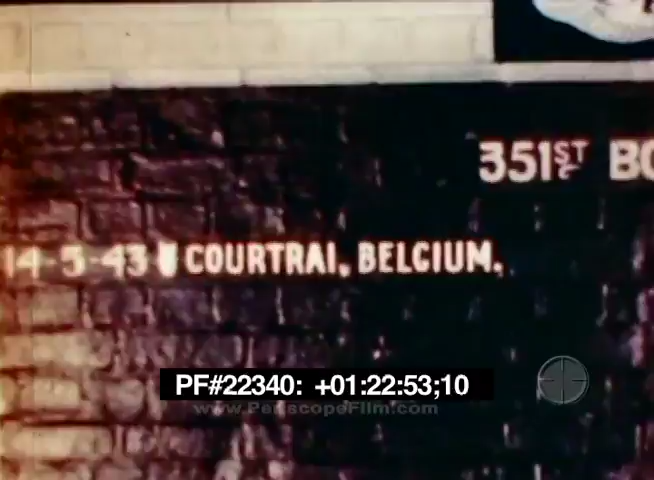 351ST BO
14-5-43 COURTRAI, BELGIUM,
PF#22340: +01:22:53;10
www.PeriscopeFilm.com